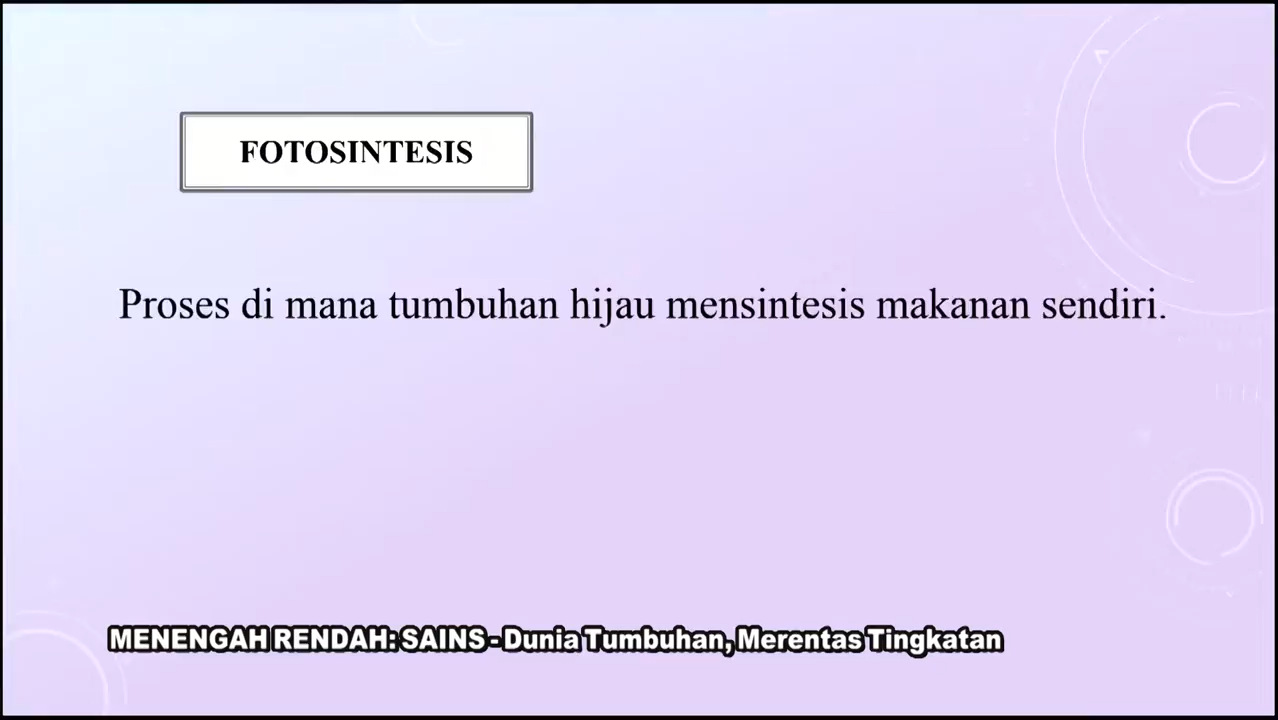 FOTOSINTESIS
Proses di mana tumbuhan hijau mensintesis makanan sendiri.
MENENGAH RENDAH: SAINS - Dunia Tumbuhan, Merentas Tingkatan